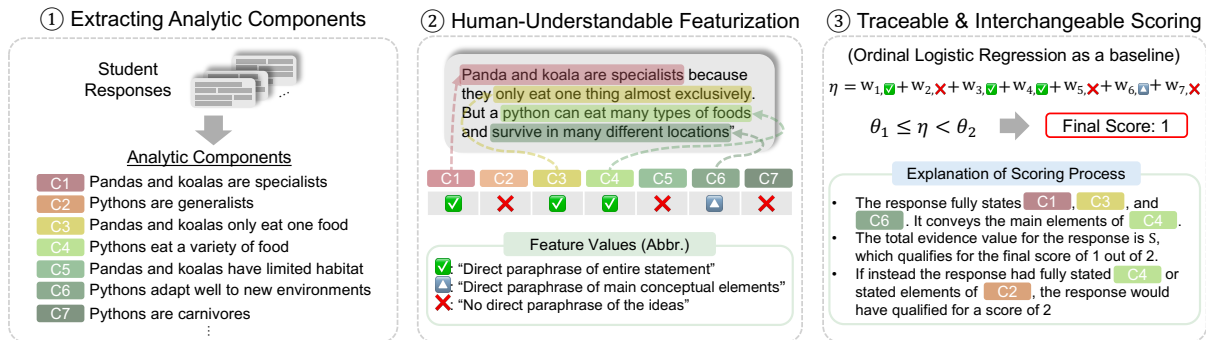 ① Extracting Analytic Components
Student
Responses
...
Analytic Components
C1 Pandas and koalas are specialists
C2 Pythons are generalists
C3 Pandas and koalas only eat one food
C4 Pythons eat a variety of food
C5 Pandas and koalas have limited habitat
C6 Pythons adapt well to new environments
C7 Pythons are carnivores
⋮
② Human-Understandable Featurization
Panda and koala are specialists because
they only eat one thing almost exclusively.
But a python can eat many types of foods
and survive in many different locations”
C1 C2 C3 C4 C5 C6 C7
✅ ❌ ✅ ✅ ❌ 🔼 ❌
Feature Values (Abbr.)
✅: “Direct paraphrase of entire statement”
🔼: “Direct paraphrase of main conceptual elements”
❌: “No direct paraphrase of the ideas”
③ Traceable & Interchangeable Scoring
(Ordinal Logistic Regression as a baseline)
η = w1,✅ + w2,❌ + w3,✅ + w4,✅ + w5,❌ + w6,🔼 + w7,❌
θ1 ≤ η < θ2 Final Score: 1
Explanation of Scoring Process
• The response fully states C1 , C3 , and
C6 . It conveys the main elements of C4 .
• The total evidence value for the response is S,
which qualifies for the final score of 1 out of 2.
• If instead the response had fully stated C4 or
stated elements of C2 , the response would
have qualified for a score of 2